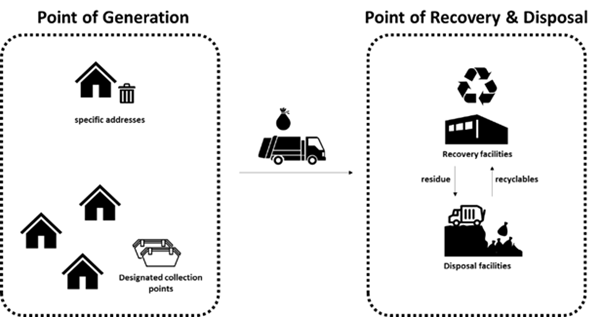 Point of Generation
Point of Recovery & Disposal
specific addresses
Designated collection
points
Recovery facilities
residue
recyclables
Disposal facilities